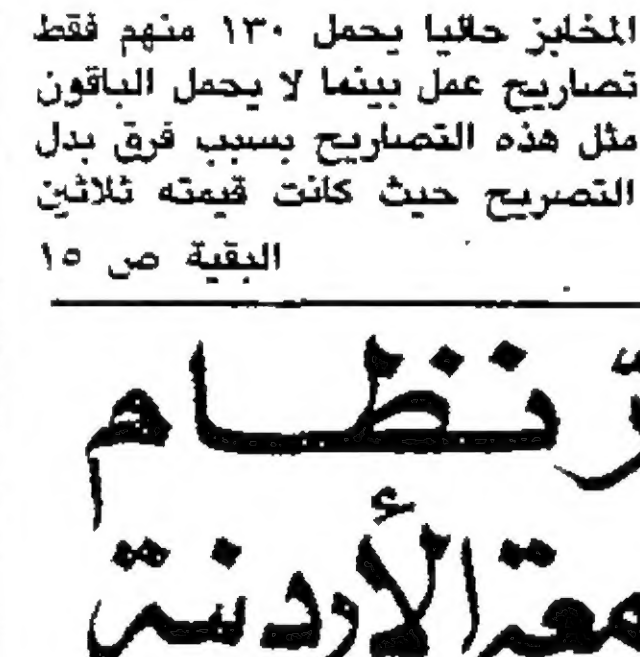 المخابز حاليا يحمل ١٣٠ منهم فقط
تصاريح عمل بينما لا يحمل الباقون
مثل هذه التصاريح بسبب فرق بدل
التصريح حيث كانت قيمته ثلاثين
البقية ص ١٥
نظام
الأردنية